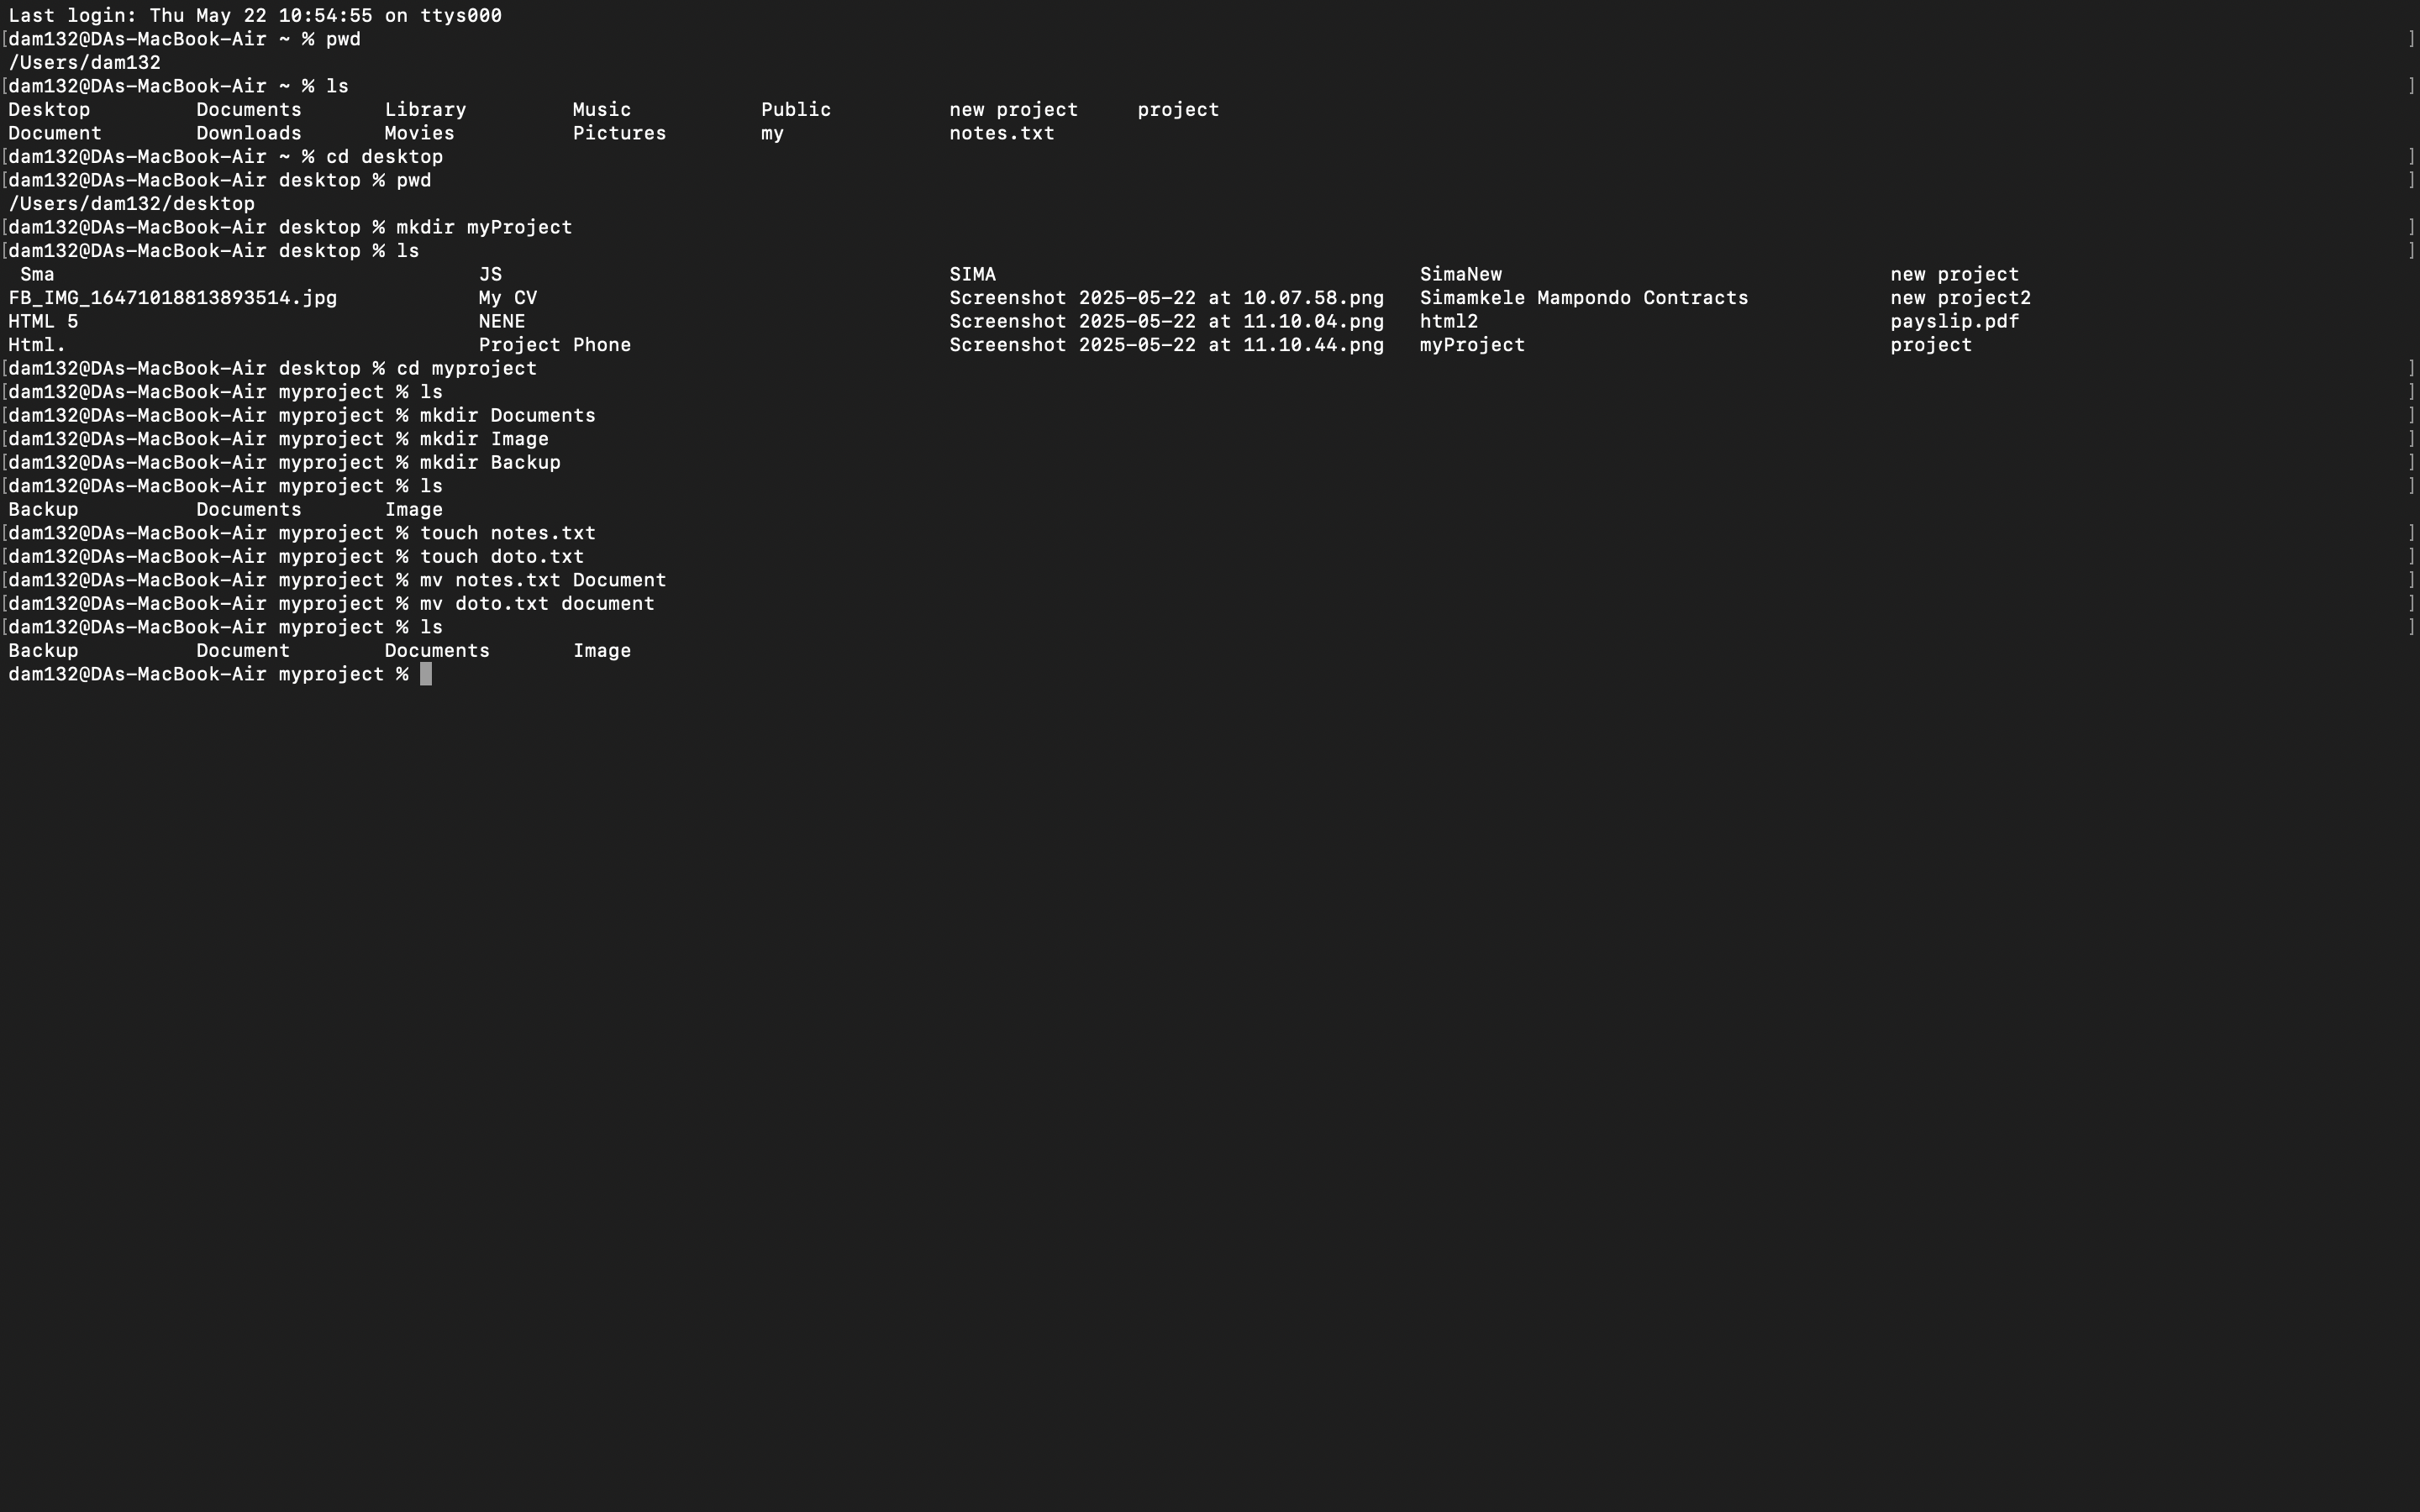 Last login: Thu May 22 10:54:55 on ttys000
[dam132@DAs-MacBook-Air ~ % pwd ]
/Users/dam132
[dam132@DAs-MacBook-Air ~ % ls ]
Desktop Documents Library Music Public new project project
Document Downloads Movies Pictures my notes.txt
[dam132@DAs-MacBook-Air ~ % cd desktop ]
[dam132@DAs-MacBook-Air desktop % pwd ]
/Users/dam132/desktop
[dam132@DAs-MacBook-Air desktop % mkdir myProject ]
[dam132@DAs-MacBook-Air desktop % ls ]
Sma JS SIMA SimaNew new project
FB_IMG_16471018813893514.jpg My CV Screenshot 2025-05-22 at 10.07.58.png Simamkele Mampondo Contracts new project2
HTML 5 NENE Screenshot 2025-05-22 at 11.10.04.png html2 payslip.pdf
Html. Project Phone Screenshot 2025-05-22 at 11.10.44.png myProject project
[dam132@DAs-MacBook-Air desktop % cd myproject ]
[dam132@DAs-MacBook-Air myproject % ls ]
[dam132@DAs-MacBook-Air myproject % mkdir Documents ]
[dam132@DAs-MacBook-Air myproject % mkdir Image ]
[dam132@DAs-MacBook-Air myproject % mkdir Backup ]
[dam132@DAs-MacBook-Air myproject % ls ]
Backup Documents Image
[dam132@DAs-MacBook-Air myproject % touch notes.txt ]
[dam132@DAs-MacBook-Air myproject % touch doto.txt ]
[dam132@DAs-MacBook-Air myproject % mv notes.txt Document ]
[dam132@DAs-MacBook-Air myproject % mv doto.txt document ]
[dam132@DAs-MacBook-Air myproject % ls ]
Backup Document Documents Image
dam132@DAs-MacBook-Air myproject %